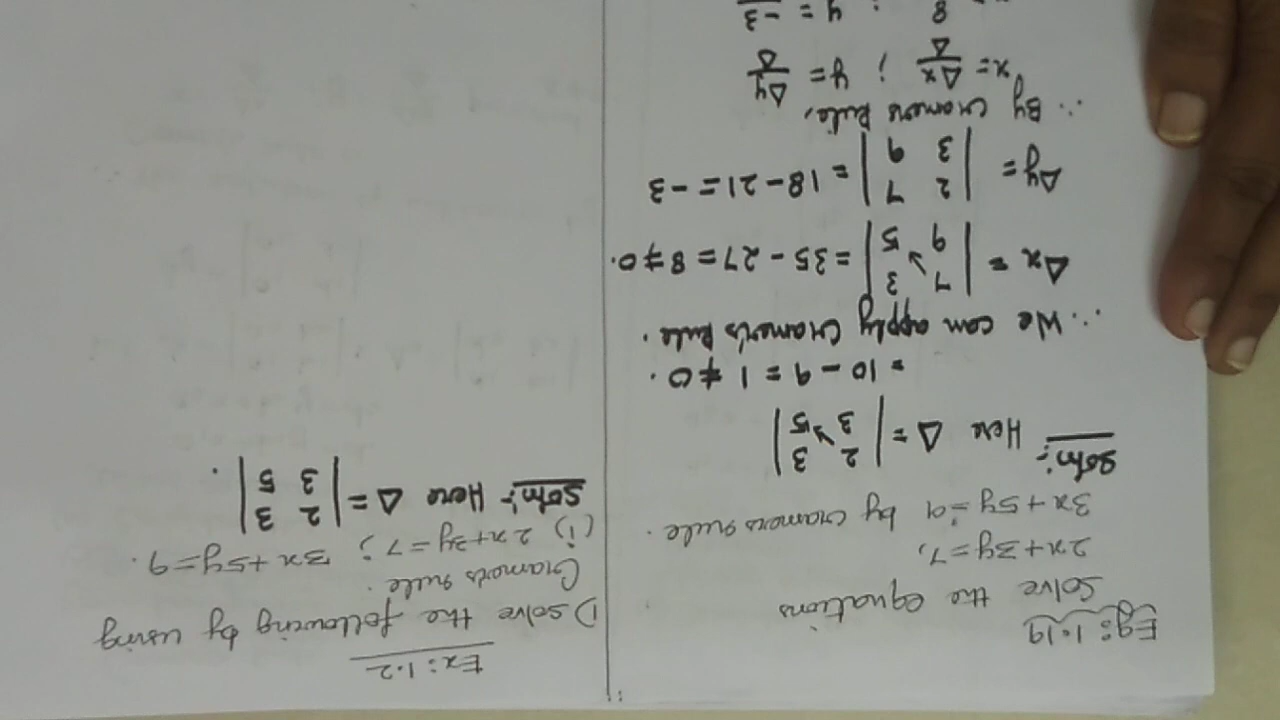 Eg: 1.19
Solve the equations
2x+3y=7,
3x+5y=9 by cramers rule.
Soln:- Here Δ = | 2 3 |
| 3 5 |
= 10 - 9 = 1 ≠ 0.
∴ We can apply Cramer's Rule.
Δx = | 7 3 |
| 9 5 | = 35 - 27 = 8 ≠ 0.
Δy = | 2 7 |
| 3 9 | = 18 - 21 = -3
∴ By Cramers Rule,
x = Δx/Δ ; y = Δy/Δ
8 ; y = -3
Ex: 1.2
1) solve the following by using
Cramer's rule.
(i) 2x+3y=7; 3x+5y=9.
Soln:- Here Δ = | 2 3 |
| 3 5 | .